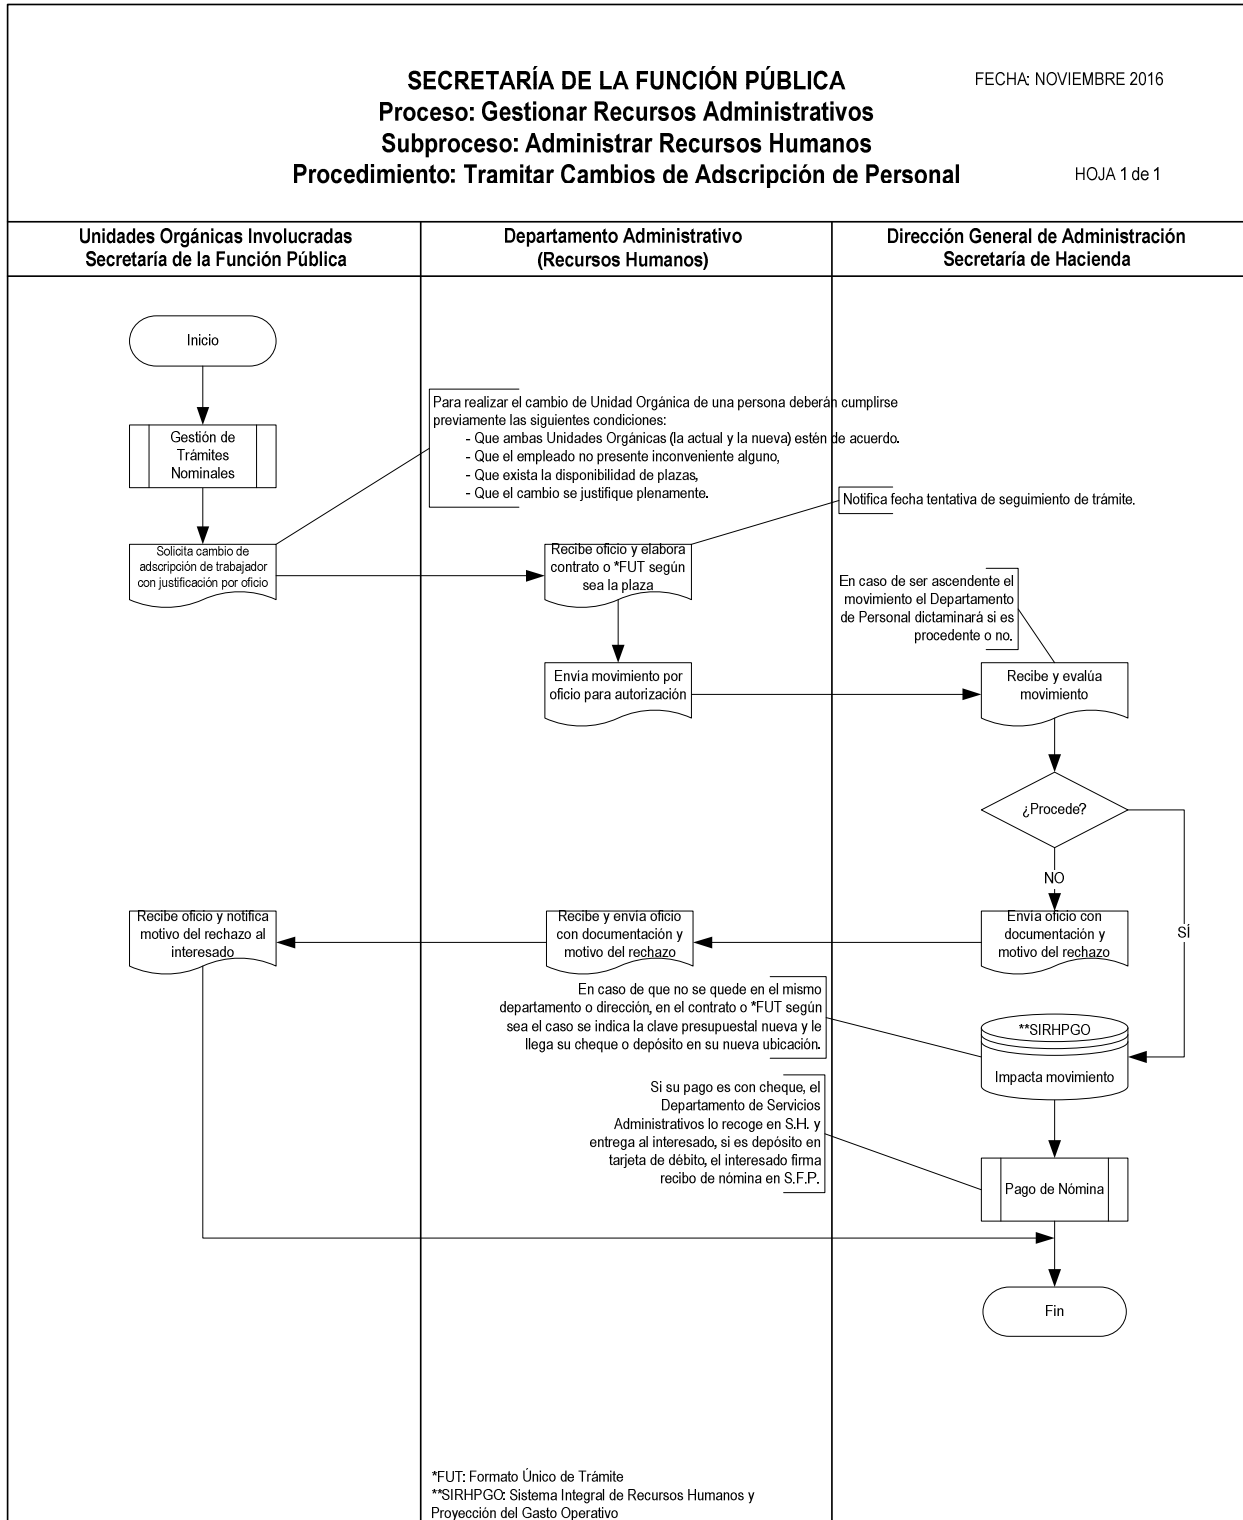 SECRETARÍA DE LA FUNCIÓN PÚBLICA
FECHA: NOVIEMBRE 2016
Proceso: Gestionar Recursos Administrativos
Subproceso: Administrar Recursos Humanos
Procedimiento: Tramitar Cambios de Adscripción de Personal
HOJA 1 de 1
Unidades Orgánicas Involucradas
Secretaría de la Función Pública
Departamento Administrativo
(Recursos Humanos)
Dirección General de Administración
Secretaría de Hacienda
Inicio
Gestión de
Trámites
Nominales
Para realizar el cambio de Unidad Orgánica de una persona deberán cumplirse
previamente las siguientes condiciones:
- Que ambas Unidades Orgánicas (la actual y la nueva) estén de acuerdo.
- Que el empleado no presente inconveniente alguno,
- Que exista la disponibilidad de plazas,
- Que el cambio se justifique plenamente.
Notifica fecha tentativa de seguimiento de trámite.
Solicita cambio de
adscripción de trabajador
con justificación por oficio
Recibe oficio y elabora
contrato o *FUT según
sea la plaza
En caso de ser ascendente el
movimiento el Departamento
de Personal dictaminará si es
procedente o no.
Envía movimiento por
oficio para autorización
Recibe y evalúa
movimiento
¿Procede?
NO
SÍ
Recibe oficio y notifica
motivo del rechazo al
interesado
Recibe y envía oficio
con documentación y
motivo del rechazo
Envía oficio con
documentación y
motivo del rechazo
En caso de que no se quede en el mismo
departamento o dirección, en el contrato o *FUT según
sea el caso se indica la clave presupuestal nueva y le
llega su cheque o depósito en su nueva ubicación.
**SIRHPGO
Impacta movimiento
Si su pago es con cheque, el
Departamento de Servicios
Administrativos lo recoge en S.H. y
entrega al interesado, si es depósito en
tarjeta de débito, el interesado firma
recibo de nómina en S.F.P.
Pago de Nómina
Fin
*FUT: Formato Único de Trámite
**SIRHPGO: Sistema Integral de Recursos Humanos y
Proyección del Gasto Operativo